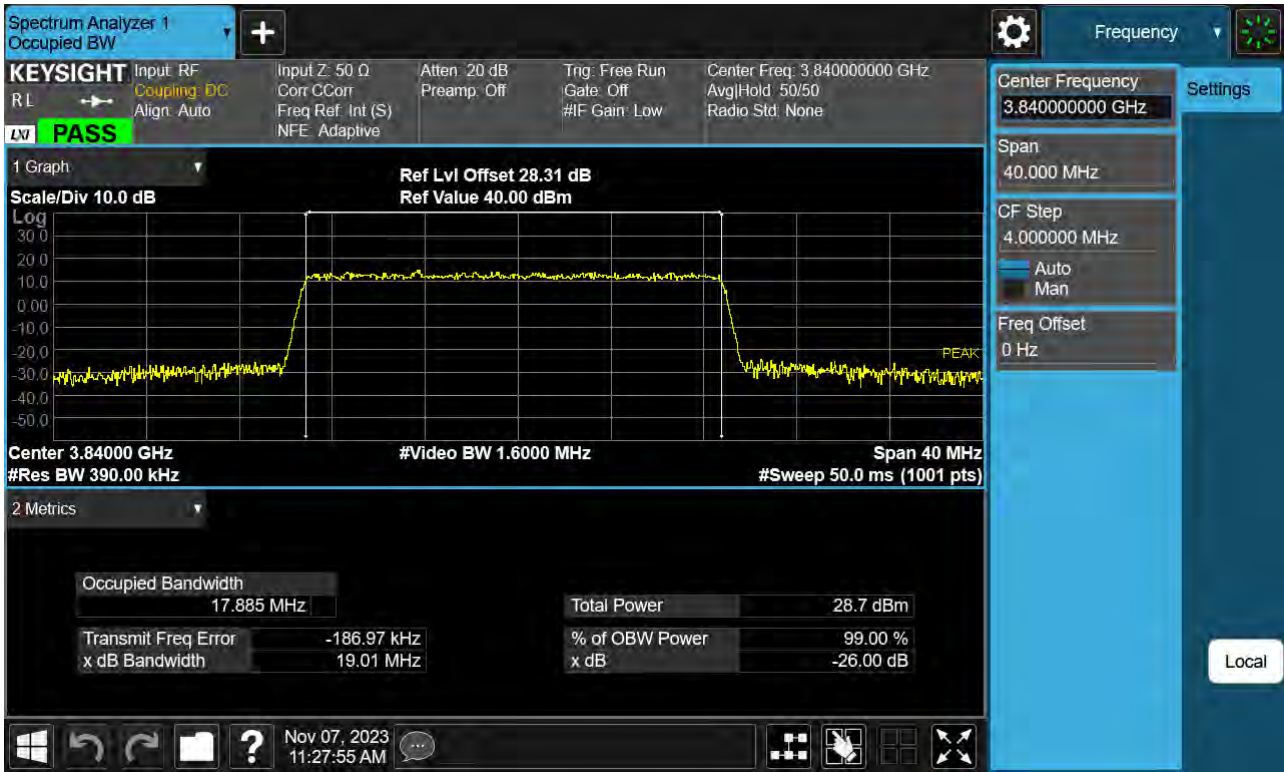 Spectrum Analyzer 1
Occupied BW
+
Frequency
KEYSIGHT
RL
LXI
PASS
Input: RF
Coupling: DC
Align: Auto
Input Z: 50 Ω
Corr CCorr
Freq Ref: Int (S)
NFE: Adaptive
Atten: 20 dB
Preamp: Off
Trig: Free Run
Gate: Off
#IF Gain: Low
Center Freq: 3.840000000 GHz
Avg|Hold: 50/50
Radio Std: None
Center Frequency
3.840000000 GHz
Settings
Span
40.000 MHz
CF Step
4.000000 MHz
Auto
Man
Freq Offset
0 Hz
1 Graph
Scale/Div 10.0 dB
Ref Lvl Offset 28.31 dB
Ref Value 40.00 dBm
Log
30.0
20.0
10.0
0.00
-10.0
-20.0
-30.0
-40.0
-50.0
PEAK
Center 3.84000 GHz
#Video BW 1.6000 MHz
Span 40 MHz
#Res BW 390.00 kHz
#Sweep 50.0 ms (1001 pts)
2 Metrics
Occupied Bandwidth
17.885 MHz
Total Power 28.7 dBm
Transmit Freq Error -186.97 kHz
% of OBW Power 99.00 %
x dB Bandwidth 19.01 MHz
x dB -26.00 dB
Local
?
Nov 07, 2023
11:27:55 AM